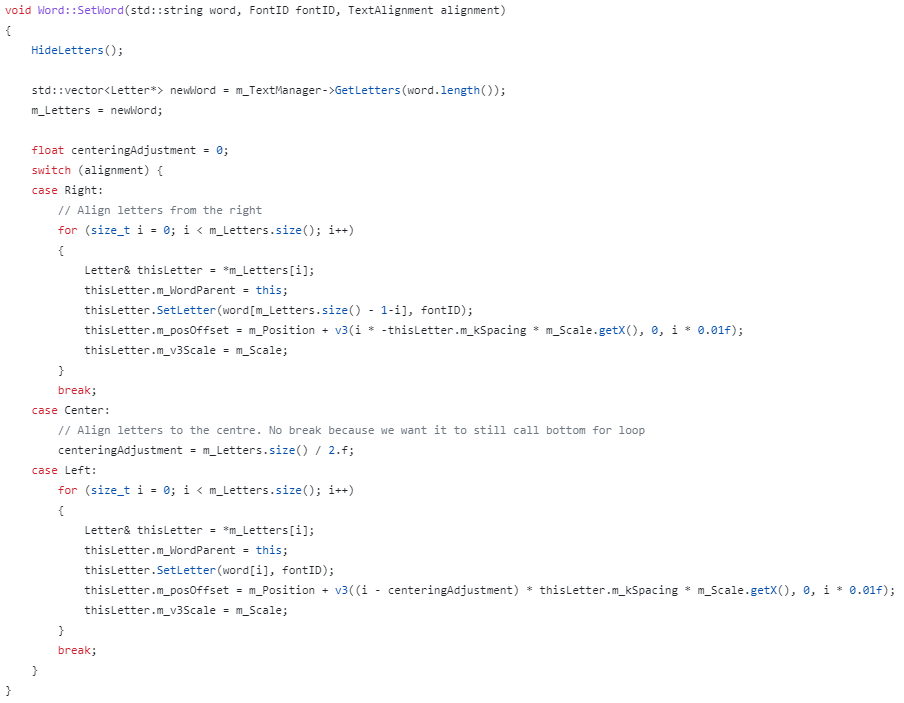 void Word::SetWord(std::string word, FontID fontID, TextAlignment alignment)
{
    HideLetters();

    std::vector<Letter*> newWord = m_TextManager->GetLetters(word.length());
    m_Letters = newWord;

    float centeringAdjustment = 0;
    switch (alignment) {
    case Right:
        // Align letters from the right
        for (size_t i = 0; i < m_Letters.size(); i++)
        {
            Letter& thisLetter = *m_Letters[i];
            thisLetter.m_WordParent = this;
            thisLetter.SetLetter(word[m_Letters.size() - 1-i], fontID);
            thisLetter.m_posOffset = m_Position + v3(i * -thisLetter.m_kSpacing * m_Scale.getX(), 0, i * 0.01f);
            thisLetter.m_v3Scale = m_Scale;
        }
        break;
    case Center:
        // Align letters to the centre. No break because we want it to still call bottom for loop
        centeringAdjustment = m_Letters.size() / 2.f;
    case Left:
        for (size_t i = 0; i < m_Letters.size(); i++)
        {
            Letter& thisLetter = *m_Letters[i];
            thisLetter.m_WordParent = this;
            thisLetter.SetLetter(word[i], fontID);
            thisLetter.m_posOffset = m_Position + v3((i - centeringAdjustment) * thisLetter.m_kSpacing * m_Scale.getX(), 0, i * 0.01f);
            thisLetter.m_v3Scale = m_Scale;
        }
        break;
    }
}